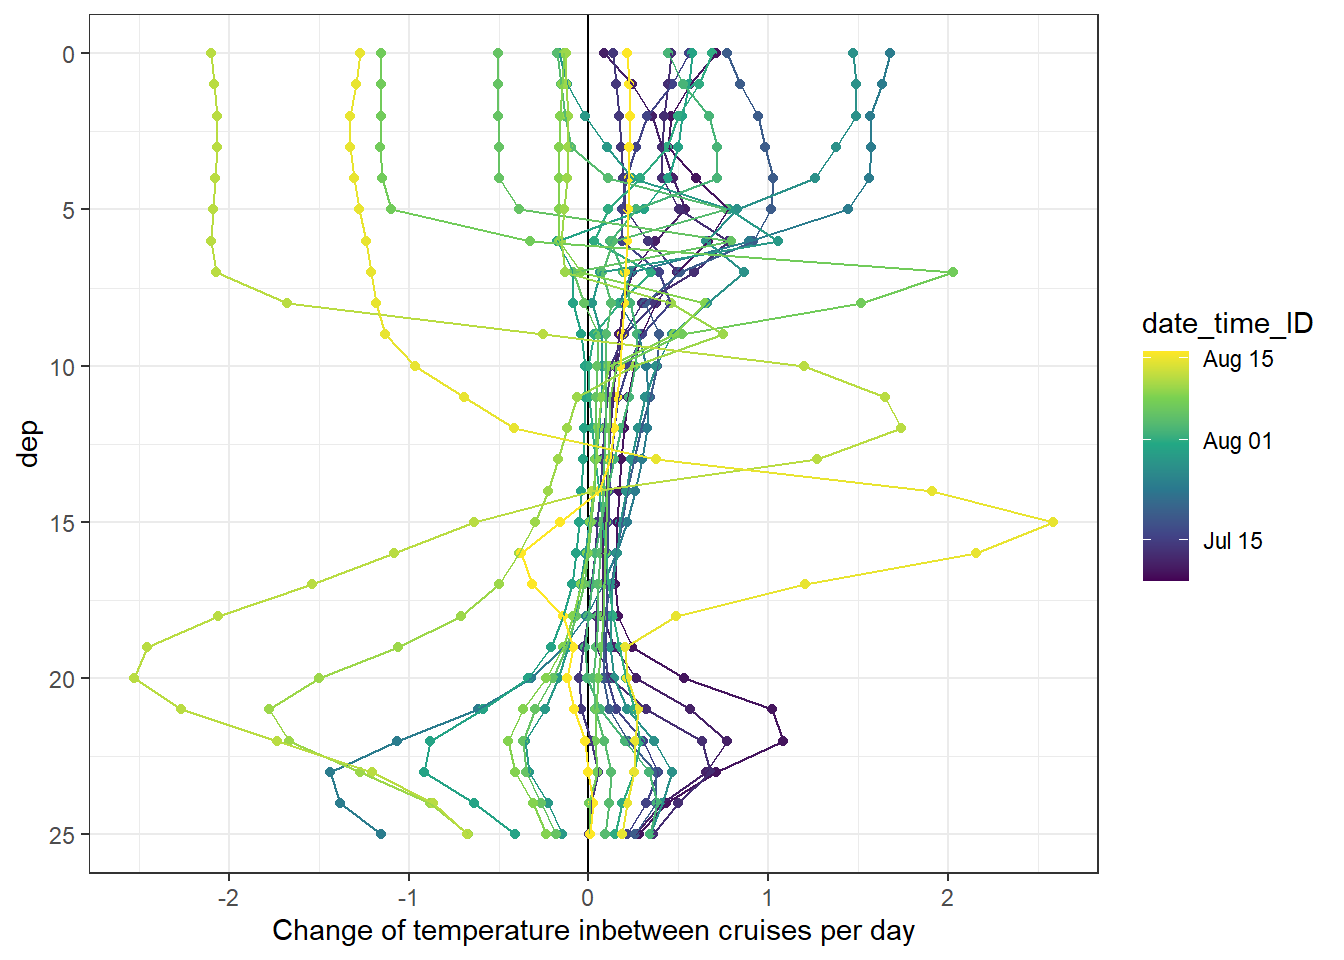 0
5
10
15
20
25
dep
-2
-1
0
1
2
Change of temperature inbetween cruises per day
date_time_ID
Aug 15
Aug 01
Jul 15